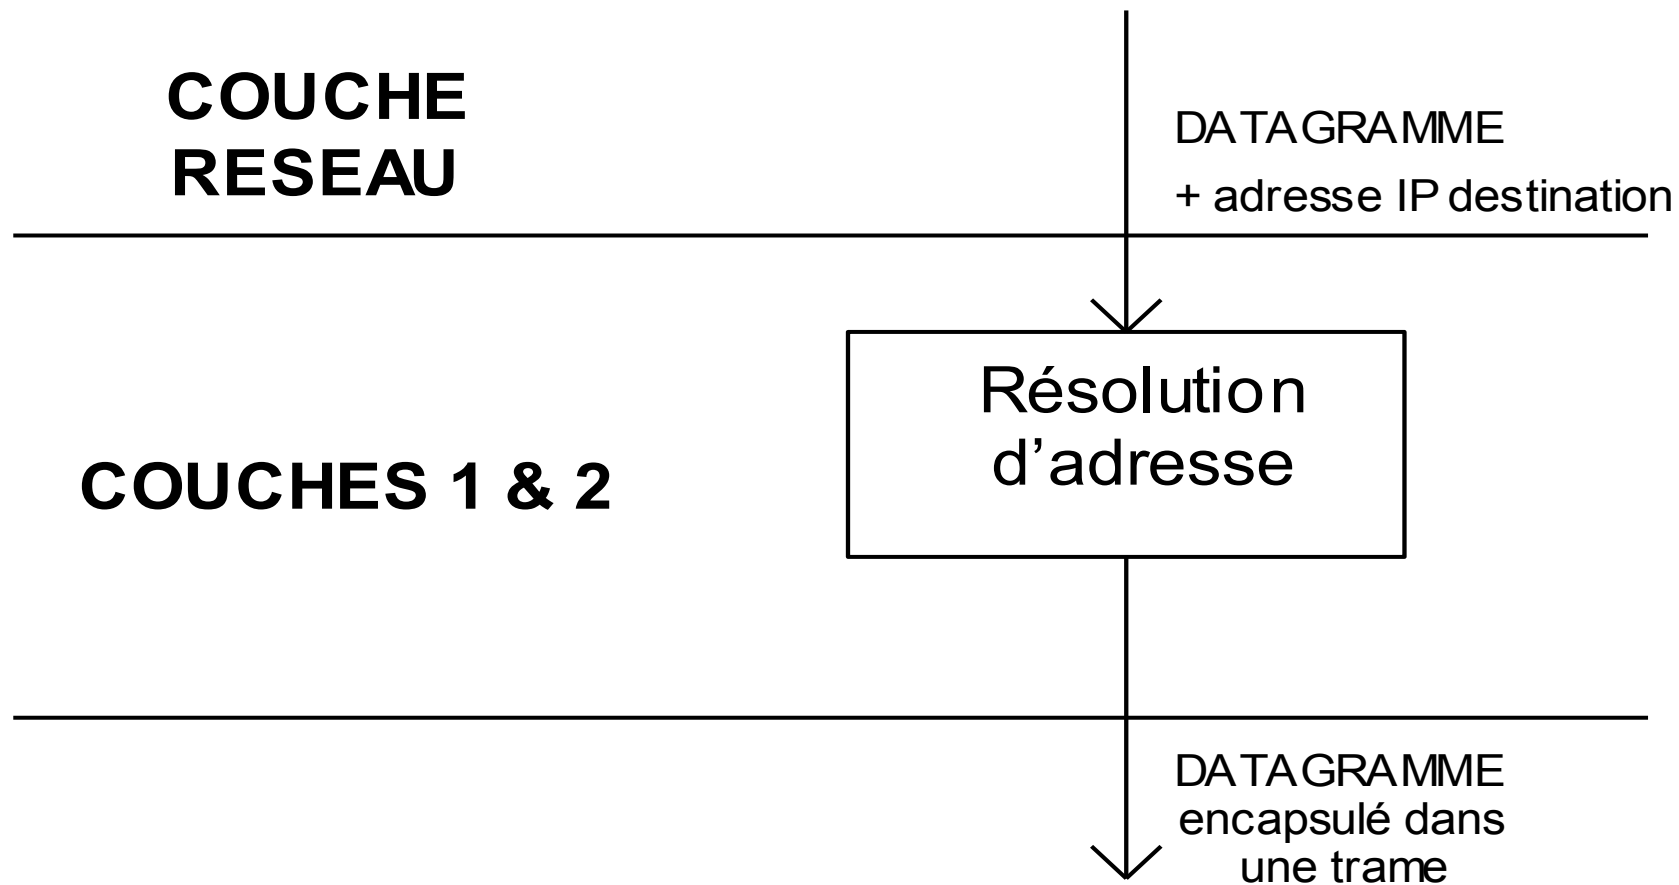 COUCHE
RESEAU
DATAGRAMME
+ adresse IP destination
Résolution
d’adresse
COUCHES 1 & 2
DATAGRAMME
encapsulé dans
une trame